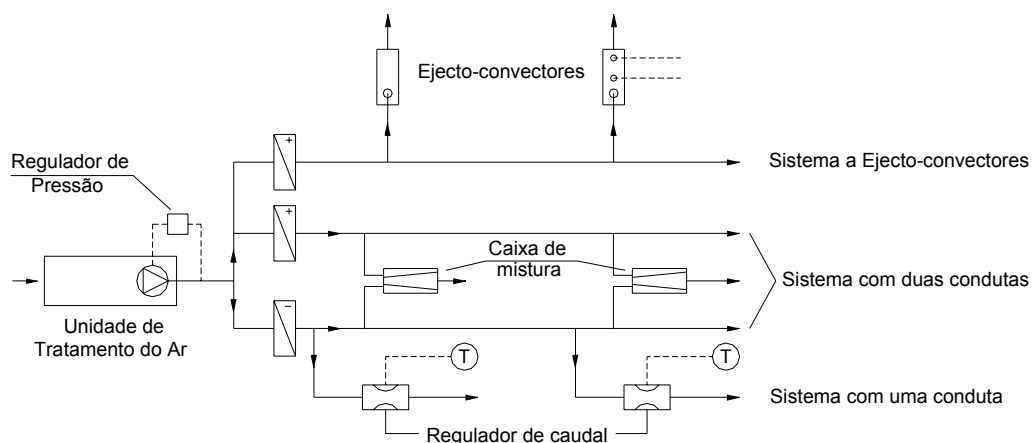 Ejecto-convectores
+
Regulador de
Pressão
Sistema a Ejecto-convectores
+
Caixa de
mistura
Sistema com duas condutas
Unidade de
Tratamento do Ar
−
T
T
Sistema com uma conduta
Regulador de caudal